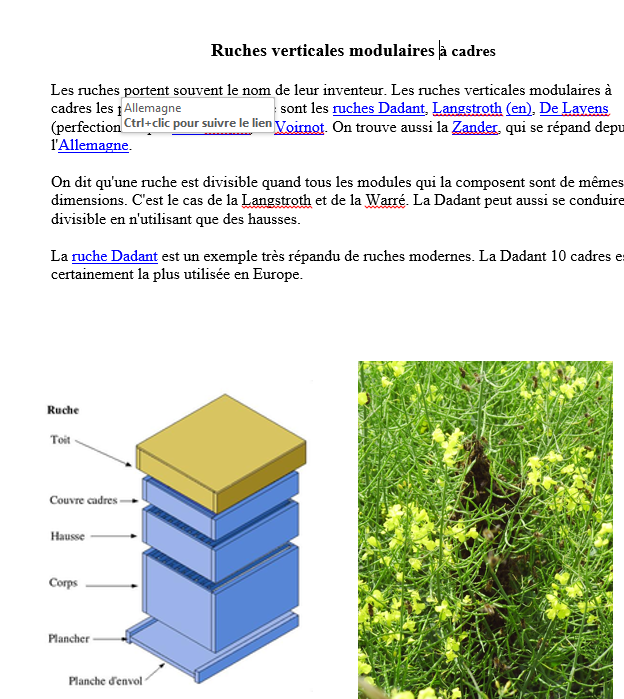 Ruches verticales modulaires à cadres
Les ruches portent souvent le nom de leur inventeur. Les ruches verticales modulaires à
cadres les sont les ruches Dadant, Langstroth (en), De Layens
(perfection Voirnot. On trouve aussi la Zander, qui se répand depu
l'Allemagne.
Allemagne
Ctrl+clic pour suivre le lien
On dit qu'une ruche est divisible quand tous les modules qui la composent sont de mêmes
dimensions. C'est le cas de la Langstroth et de la Warré. La Dadant peut aussi se conduire
divisible en n'utilisant que des hausses.
La ruche Dadant est un exemple très répandu de ruches modernes. La Dadant 10 cadres es
certainement la plus utilisée en Europe.
Ruche
Toit
Couvre cadres
Hausse
Corps
Plancher
Planche d'envol